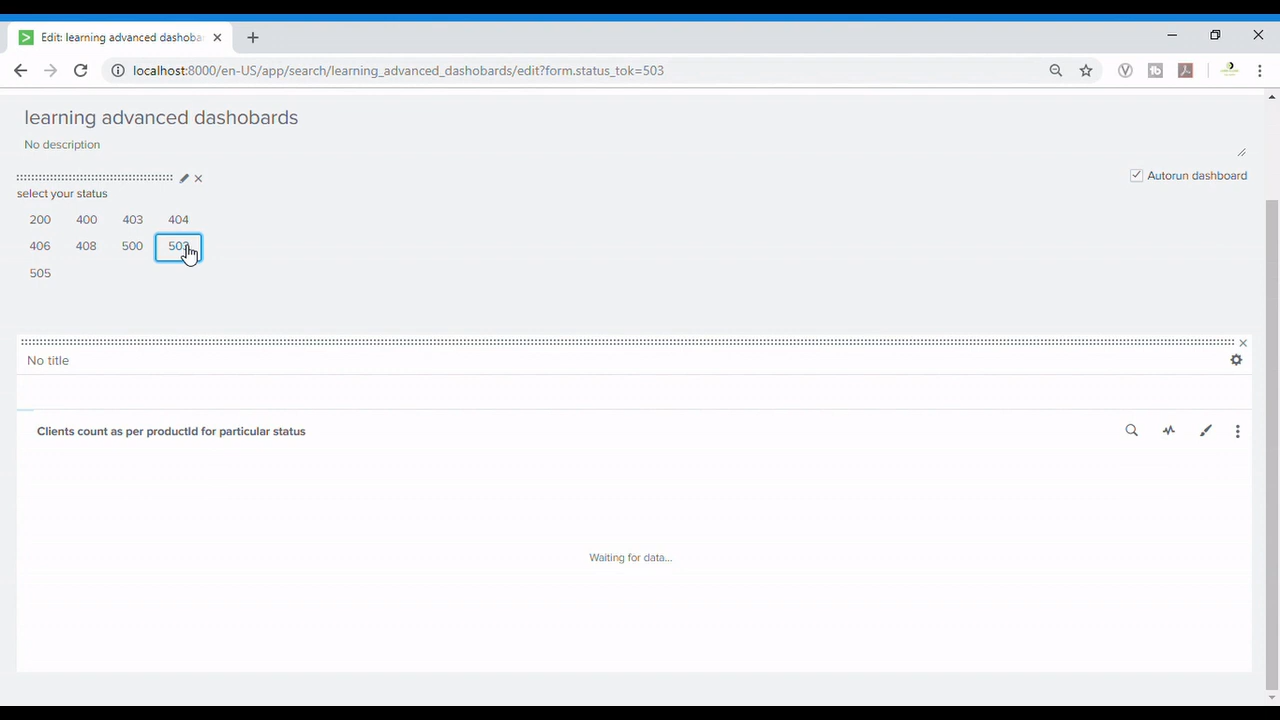 Edit: learning advanced dashoba
localhost:8000/en-US/app/search/learning_advanced_dashobards/edit?form.status_tok=503
learning advanced dashobards
No description
select your status
Autorun dashboard
200 400 403 404
406 408 500 503
505
No title
Clients count as per productId for particular status
Waiting for data...